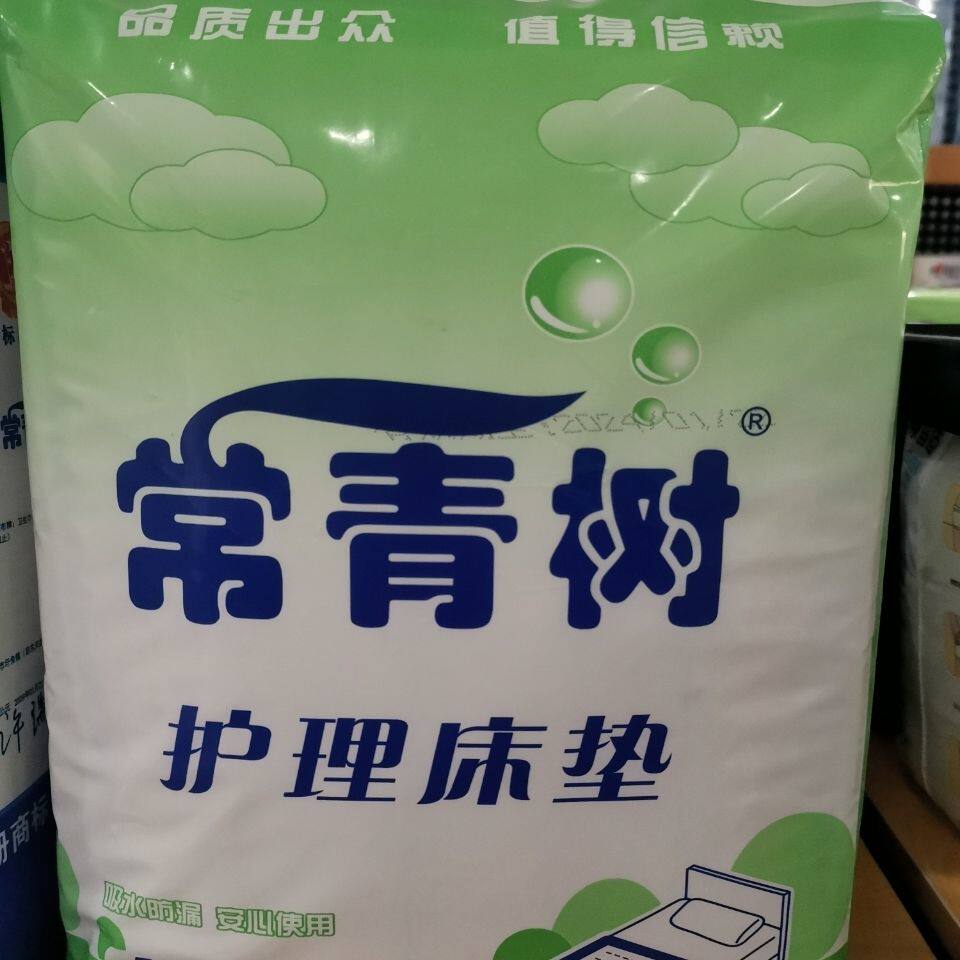 品质出众 值得信赖
常青树®
护理床垫
吸水防漏 安心使用